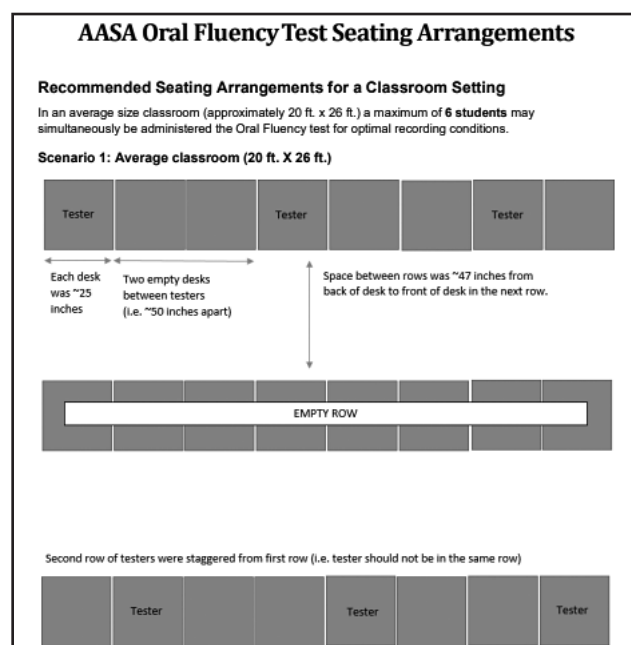 AASA Oral Fluency Test Seating Arrangements
Recommended Seating Arrangements for a Classroom Setting
In an average size classroom (approximately 20 ft. x 26 ft.) a maximum of 6 students may
simultaneously be administered the Oral Fluency test for optimal recording conditions.
Scenario 1: Average classroom (20 ft. X 26 ft.)
Tester Tester Tester
Each desk
was ~25
inches
Two empty desks
between testers
(i.e. ~50 inches apart)
Space between rows was ~47 inches from
back of desk to front of desk in the next row.
EMPTY ROW
Second row of testers were staggered from first row (i.e. tester should not be in the same row)
Tester Tester Tester